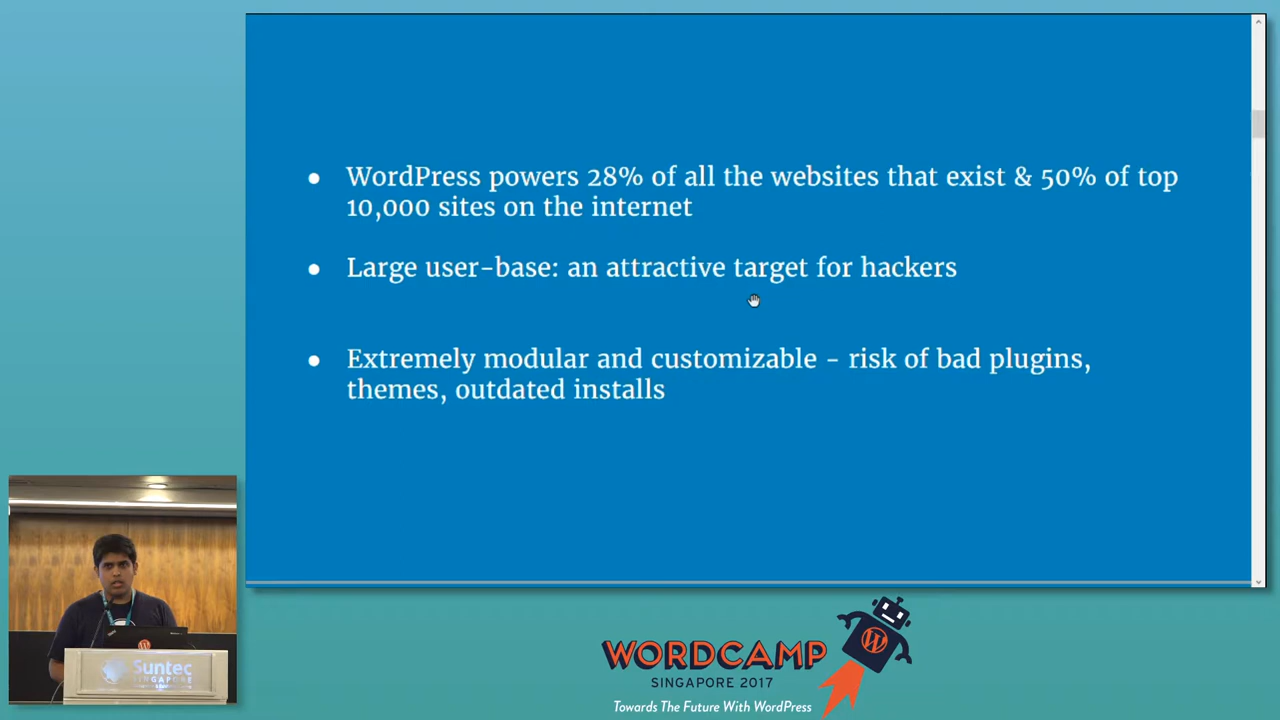 ● WordPress powers 28% of all the websites that exist & 50% of top
10,000 sites on the internet
● Large user-base: an attractive target for hackers
● Extremely modular and customizable - risk of bad plugins,
themes, outdated installs
Suntec
SINGAPORE
WORDCAMP
SINGAPORE 2017
Towards The Future With WordPress